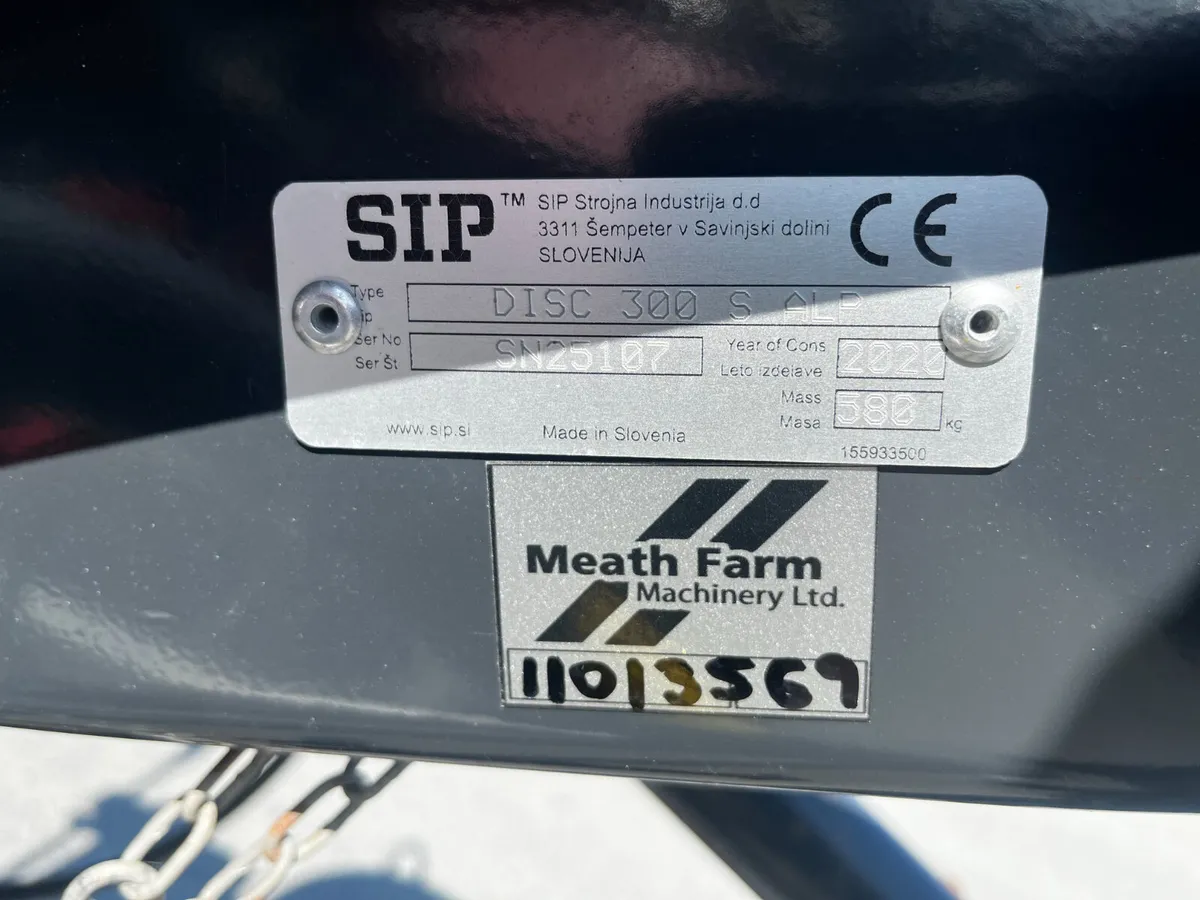 SIP™
SIP Strojna Industrija d.d
3311 Šempeter v Savinjski dolini
SLOVENIJA
CE
Type
DISC 300 S ALP
Ser No
Ser Št
SN25107
Year of Cons
Leto izdelave
2020
Mass
Masa
580
kg
www.sip.si
Made in Slovenia
155933500
Meath Farm
Machinery Ltd.
11013569